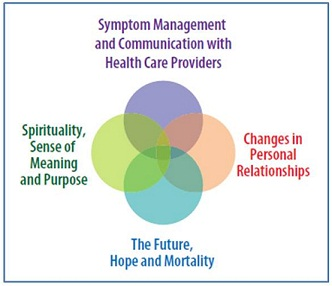 Symptom Management
and Communication with
Health Care Providers
Spirituality,
Sense of
Meaning
and Purpose
Changes in
Personal
Relationships
The Future,
Hope and Mortality